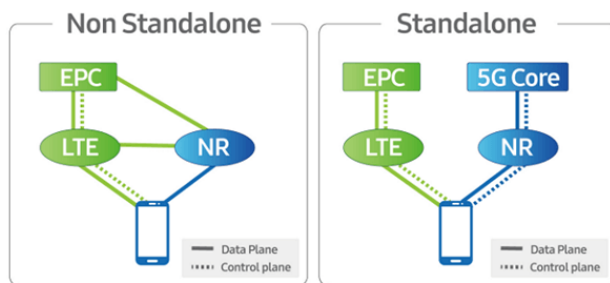 Non Standalone
EPC
LTE
NR
Data Plane
Control plane
Standalone
EPC
5G Core
LTE
NR
Data Plane
Control plane